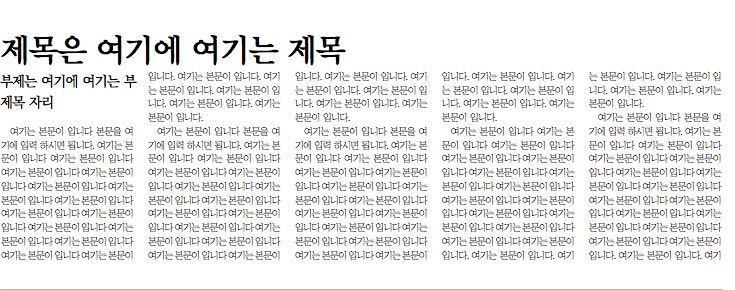 제목은 여기에 여기는 제목
부제는 여기에 여기는 부
제목 자리
여기는 본문이 입니다 본문을 여
기에 입력 하시면 됩니다. 여기는 본
문이 입니다 여기는 본문이 입니다
여기는 본문이 입니다 여기는 본문이
입니다 여기는 본문이 입니다 여기는
본문이 입니다 여기는 본문이 입니다
여기는 본문이 입니다 여기는 본문이
입니다 여기는 본문이 입니다 여기는
본문이 입니다 여기는 본문이 입니다
여기는 본문이 입니다 여기는 본문이
입니다. 여기는 본문이 입니다. 여기
는 본문이 입니다. 여기는 본문이 입
니다. 여기는 본문이 입니다. 여기는
본문이 입니다.
여기는 본문이 입니다 본문을 여
기에 입력 하시면 됩니다. 여기는 본
문이 입니다 여기는 본문이 입니다
여기는 본문이 입니다 여기는 본문이
입니다 여기는 본문이 입니다 여기는
본문이 입니다 여기는 본문이 입니다
여기는 본문이 입니다 여기는 본문이
입니다 여기는 본문이 입니다 여기는
본문이 입니다 여기는 본문이 입니다
여기는 본문이 입니다 여기는 본문이
입니다. 여기는 본문이 입니다. 여기
는 본문이 입니다. 여기는 본문이 입
니다. 여기는 본문이 입니다. 여기는
본문이 입니다.
여기는 본문이 입니다 본문을 여
기에 입력 하시면 됩니다. 여기는 본
문이 입니다 여기는 본문이 입니다
여기는 본문이 입니다 여기는 본문이
입니다 여기는 본문이 입니다 여기는
본문이 입니다 여기는 본문이 입니다
여기는 본문이 입니다 여기는 본문이
입니다 여기는 본문이 입니다 여기는
본문이 입니다 여기는 본문이 입니다
여기는 본문이 입니다 여기는 본문이
입니다. 여기는 본문이 입니다. 여기
는 본문이 입니다. 여기는 본문이 입
니다. 여기는 본문이 입니다. 여기는
본문이 입니다.
여기는 본문이 입니다 본문을 여
기에 입력 하시면 됩니다. 여기는 본
문이 입니다 여기는 본문이 입니다
여기는 본문이 입니다 여기는 본문이
입니다 여기는 본문이 입니다 여기는
본문이 입니다 여기는 본문이 입니다
여기는 본문이 입니다 여기는 본문이
입니다 여기는 본문이 입니다 여기는
본문이 입니다 여기는 본문이 입니다
입니다. 여기는 본문이 입니다. 여기
는 본문이 입니다. 여기는 본문이 입
니다. 여기는 본문이 입니다. 여기는
본문이 입니다.
여기는 본문이 입니다 본문을 여
기에 입력 하시면 됩니다. 여기는 본
문이 입니다 여기는 본문이 입니다
여기는 본문이 입니다 여기는 본문이
입니다 여기는 본문이 입니다 여기는
본문이 입니다 여기는 본문이 입니다
여기는 본문이 입니다 여기는 본문이
입니다 여기는 본문이 입니다 여기는
본문이 입니다 여기는 본문이 입니다
여기는 본문이 입니다 여기는 본문이
입니다. 여기는 본문이 입니다. 여기